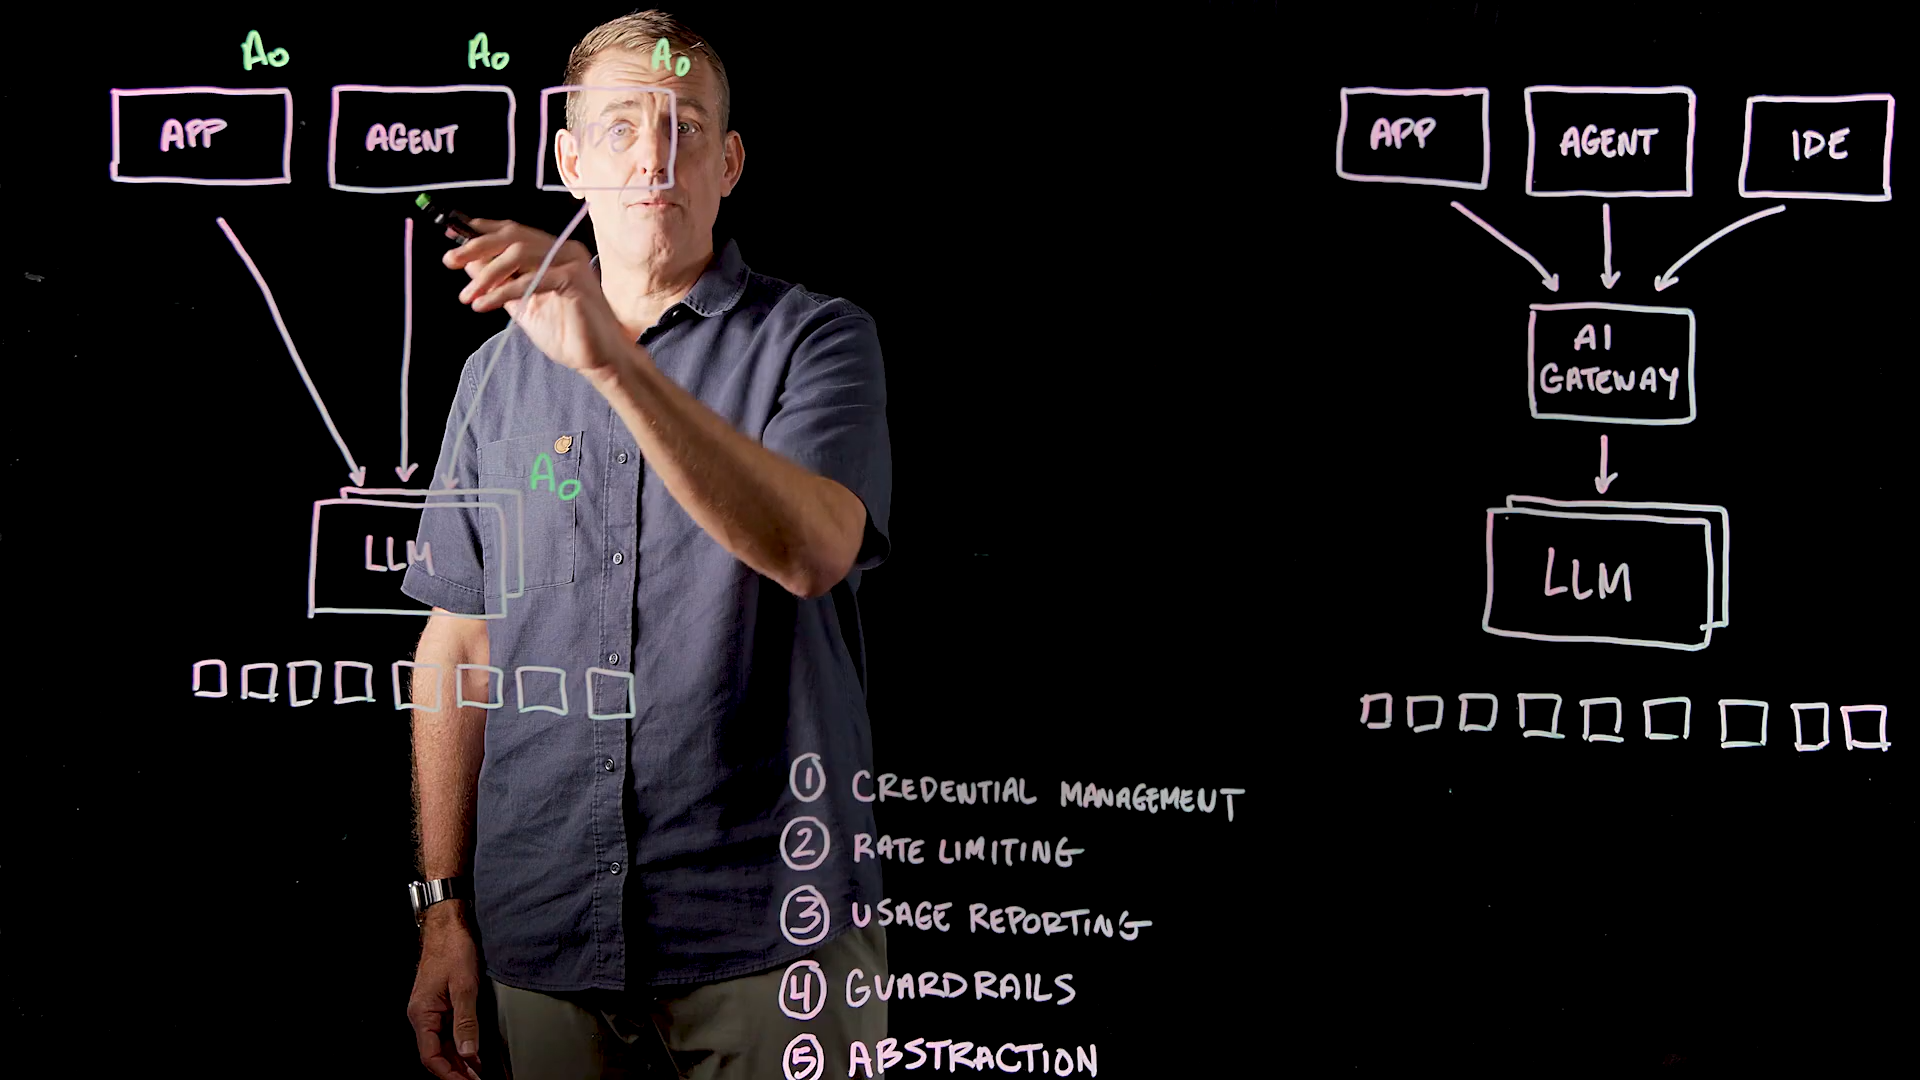 A0
A0
A0
APP
AGENT
LLM
A0
① CREDENTIAL MANAGEMENT
② RATE LIMITING
③ USAGE REPORTING
④ GUARDRAILS
⑤ ABSTRACTION
APP
AGENT
IDE
AI
GATEWAY
LLM